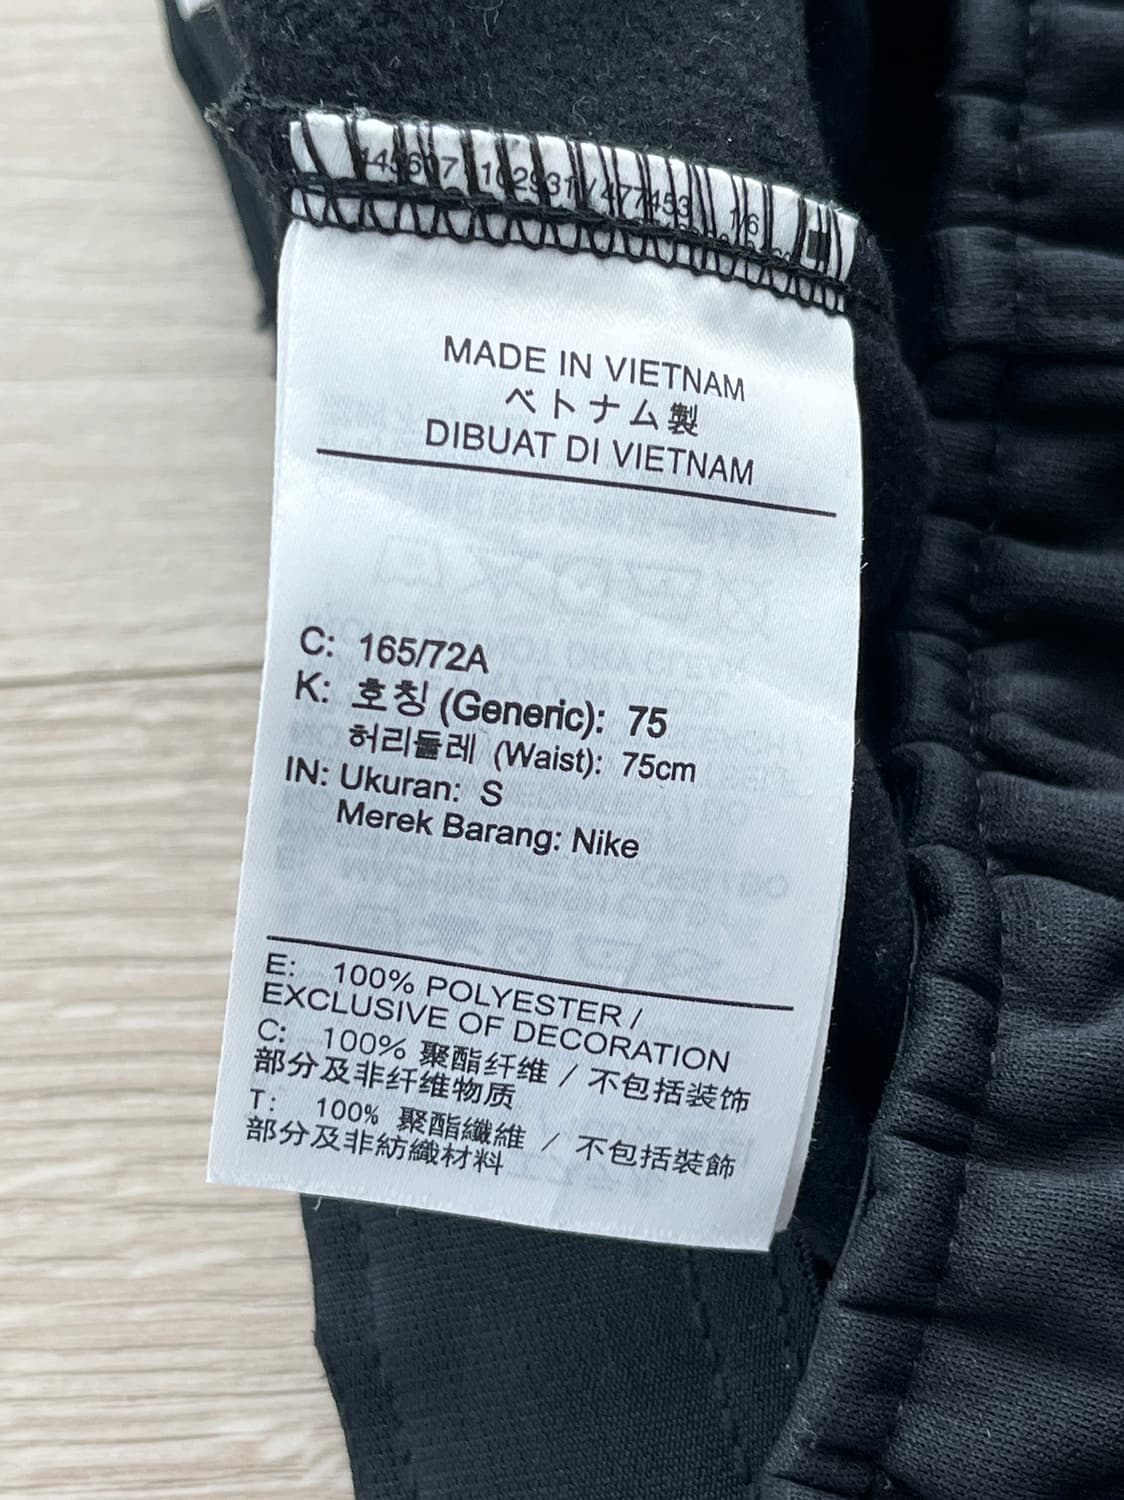 MADE IN VIETNAM
ベトナム製
DIBUAT DI VIETNAM
C: 165/72A
K: 호칭 (Generic): 75
허리둘레 (Waist): 75cm
IN: Ukuran: S
Merek Barang: Nike
E: 100% POLYESTER /
EXCLUSIVE OF DECORATION
C: 100% 聚酯纤维 / 不包括装饰
部分及非纤维物质
T: 100% 聚酯纖維 / 不包括裝飾
部分及非紡織材料